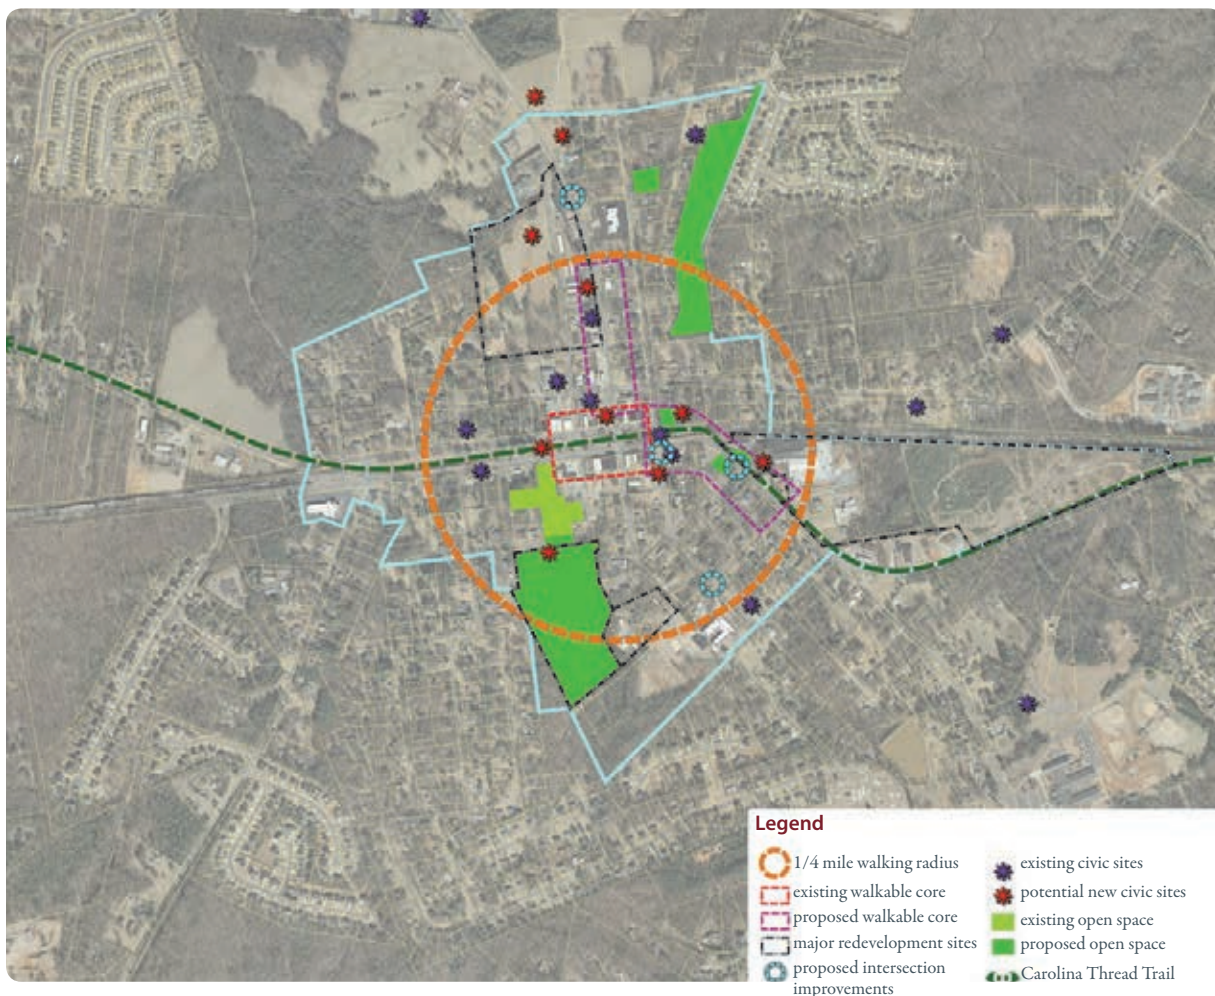 Legend
1/4 mile walking radius
existing walkable core
proposed walkable core
major redevelopment sites
proposed intersection
improvements
existing civic sites
potential new civic sites
existing open space
proposed open space
Carolina Thread Trail